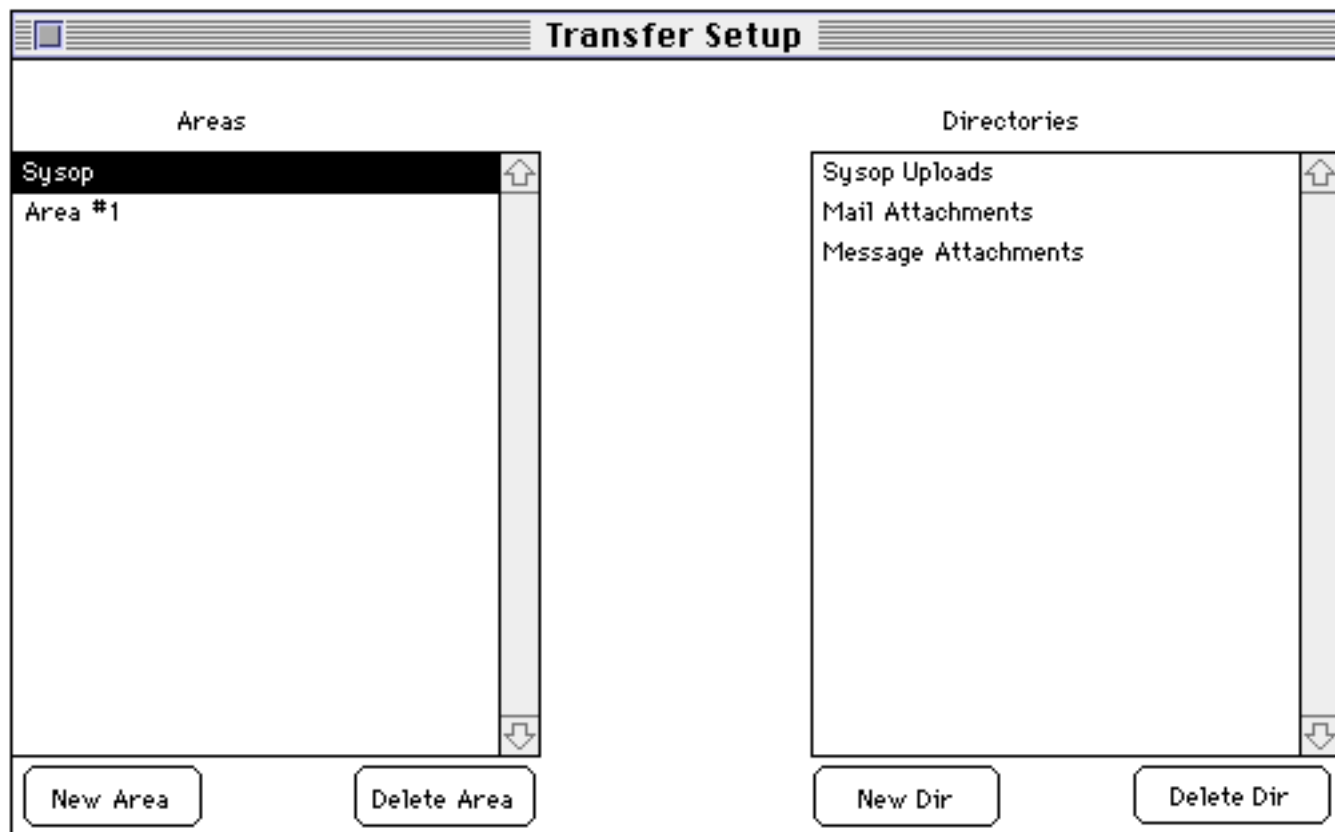 Transfer Setup
Areas
Directories
Sysop
Area #1
Sysop Uploads
Mail Attachments
Message Attachments
New Area
Delete Area
New Dir
Delete Dir